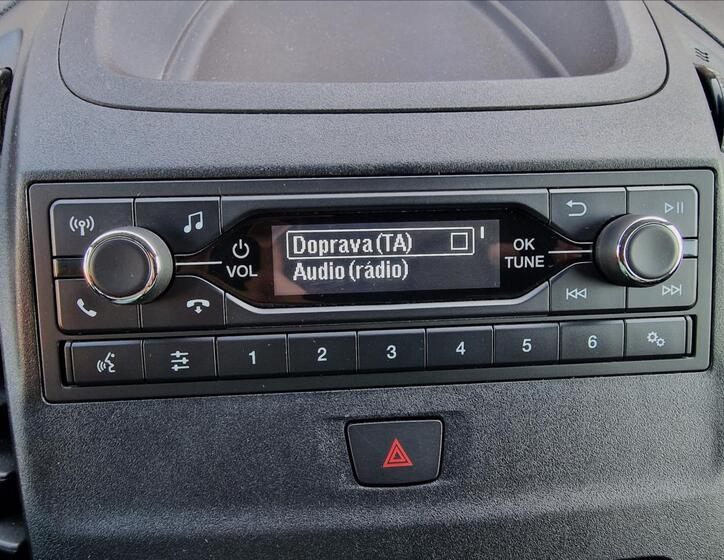 Doprava (TA)
Audio (rádio)
VOL
OK
TUNE
1 2 3 4 5 6